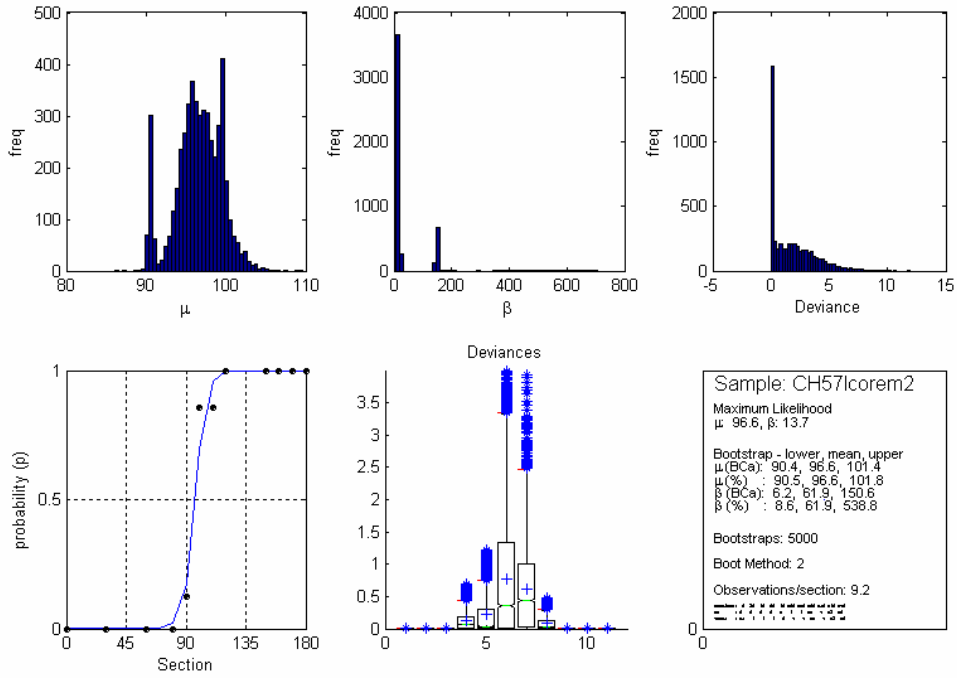 500
400
300
200
100
0
freq
80 90 100 110
μ
4000
3000
2000
1000
0
freq
0 200 400 600 800
β
2000
1500
1000
500
0
freq
-5 0 5 10 15
Deviance
1
0.5
0
probability (p)
0 45 90 135 180
Section
Deviances
3.5
3
2.5
2
1.5
1
0.5
0
5 10
0
Sample: CH57lcorem2
Maximum Likelihood
μ: 96.6, β: 13.7
Bootstrap - lower, mean, upper
μ(BCa): 90.4, 96.6, 101.4
μ(%) : 90.5, 96.6, 101.8
β (BCa): 6.2, 61.9, 150.6
β (%) : 8.6, 61.9, 538.8
Bootstraps: 5000
Boot Method: 2
Observations/section: 9.2